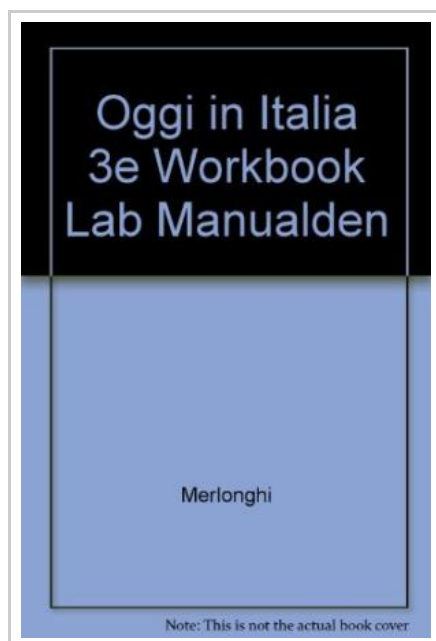 Oggi in Italia
3e Workbook
Lab Manualden
Merlonghi
Note: This is not the actual book cover